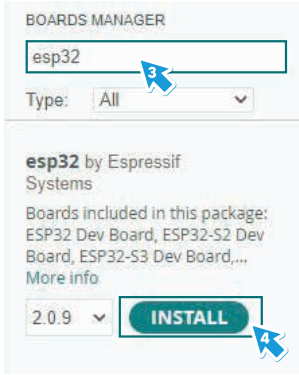 BOARDS MANAGER
esp32
3
Type: All
esp32 by Espressif
Systems
Boards included in this package:
ESP32 Dev Board, ESP32-S2 Dev
Board, ESP32-S3 Dev Board,...
More info
2.0.9 INSTALL
4